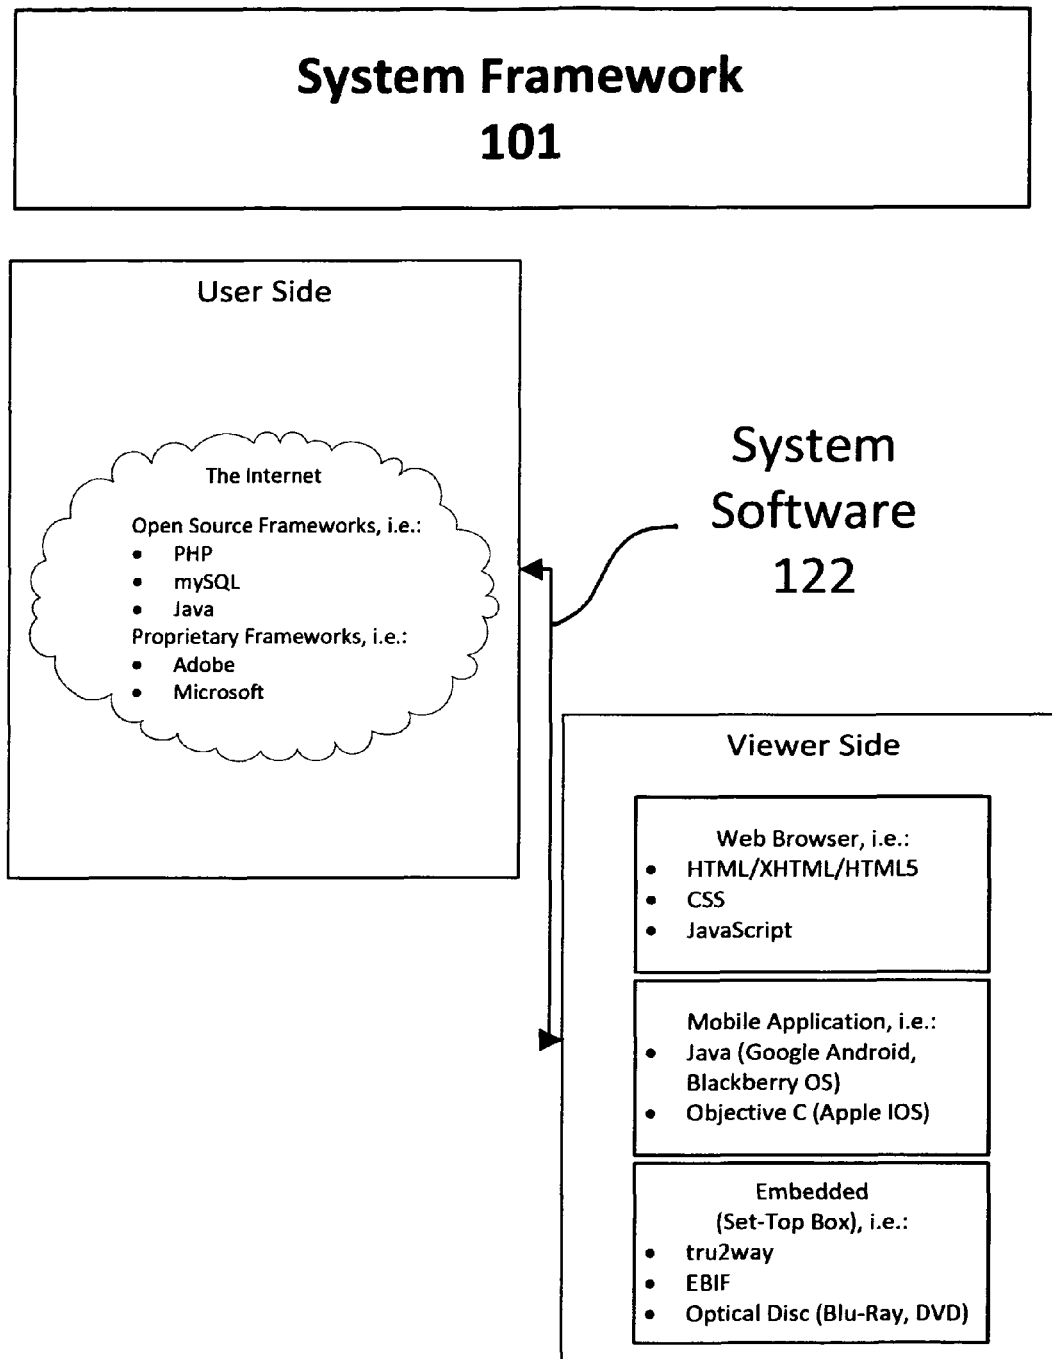 System Framework
101
User Side
The Internet
Open Source Frameworks, i.e.:
• PHP
• mySQL
• Java
Proprietary Frameworks, i.e.:
• Adobe
• Microsoft
System
Software
122
Viewer Side
Web Browser, i.e.:
• HTML/XHTML/HTML5
• CSS
• JavaScript
Mobile Application, i.e.:
• Java (Google Android,
Blackberry OS)
• Objective C (Apple IOS)
Embedded
(Set-Top Box), i.e.:
• tru2way
• EBIF
• Optical Disc (Blu-Ray, DVD)